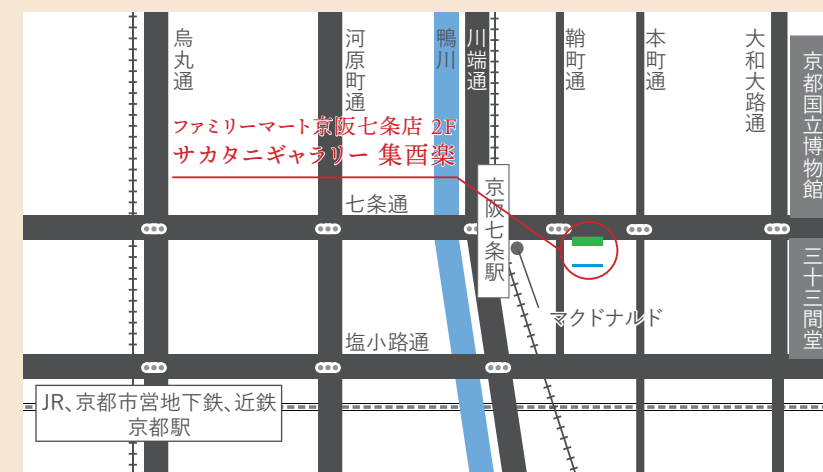 烏丸通
河原町通
鴨川
川端通
鞘町通
本町通
大和大路通
京都国立博物館
ファミリーマート京阪七条店 2F
サカタニギャラリー 集酉楽
七条通
京阪七条駅
三十三間堂
マクドナルド
塩小路通
JR、京都市営地下鉄、近鉄
京都駅